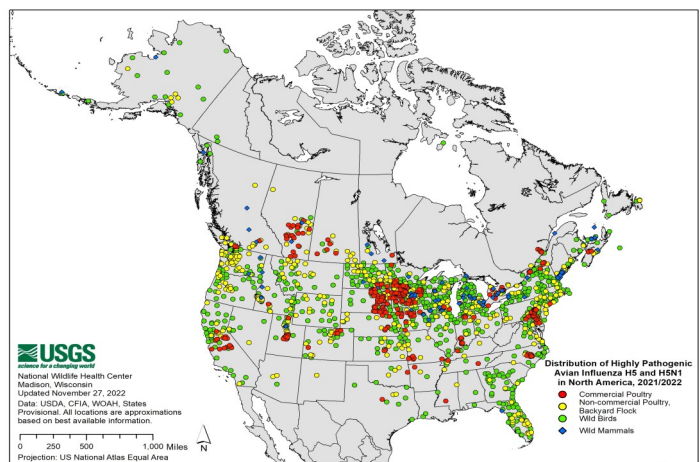 USGS
science for a changing world
National Wildlife Health Center
Madison, Wisconsin
Updated November 27, 2022
Data: USDA, CFIA, WOAH, States
Provisional. All locations are approximations
based on best available information.
0 250 500 1,000 Miles
N
Projection: US National Atlas Equal Area
Distribution of Highly Pathogenic
Avian Influenza H5 and H5N1
in North America, 2021/2022
Commercial Poultry
Non-commercial Poultry,
Backyard Flock
Wild Birds
Wild Mammals